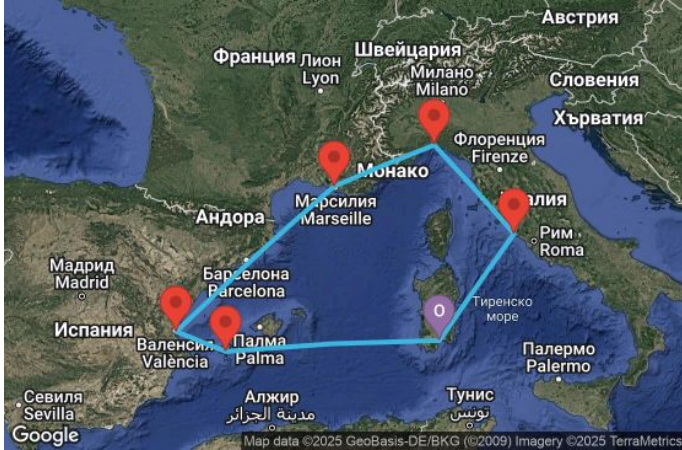 Австрия
Франция
Лион
Lyon
Швейцария
Милано
Milano
Словения
Хърватия
Флоренция
Firenze
Монако
Марсилия
Marseille
Андора
Рим
Roma
Мадрид
Madrid
Барселона
Тиренско
море
Испания
Валенсия
València
Палма
Palma
O
Палермо
Palermo
Севиля
Sevilla
Алжир
مدينة الجزائر
Тунис
تونس
Google
Map data ©2025 GeoBasis-DE/BKG (©2009) Imagery ©2025 TerraMetrics